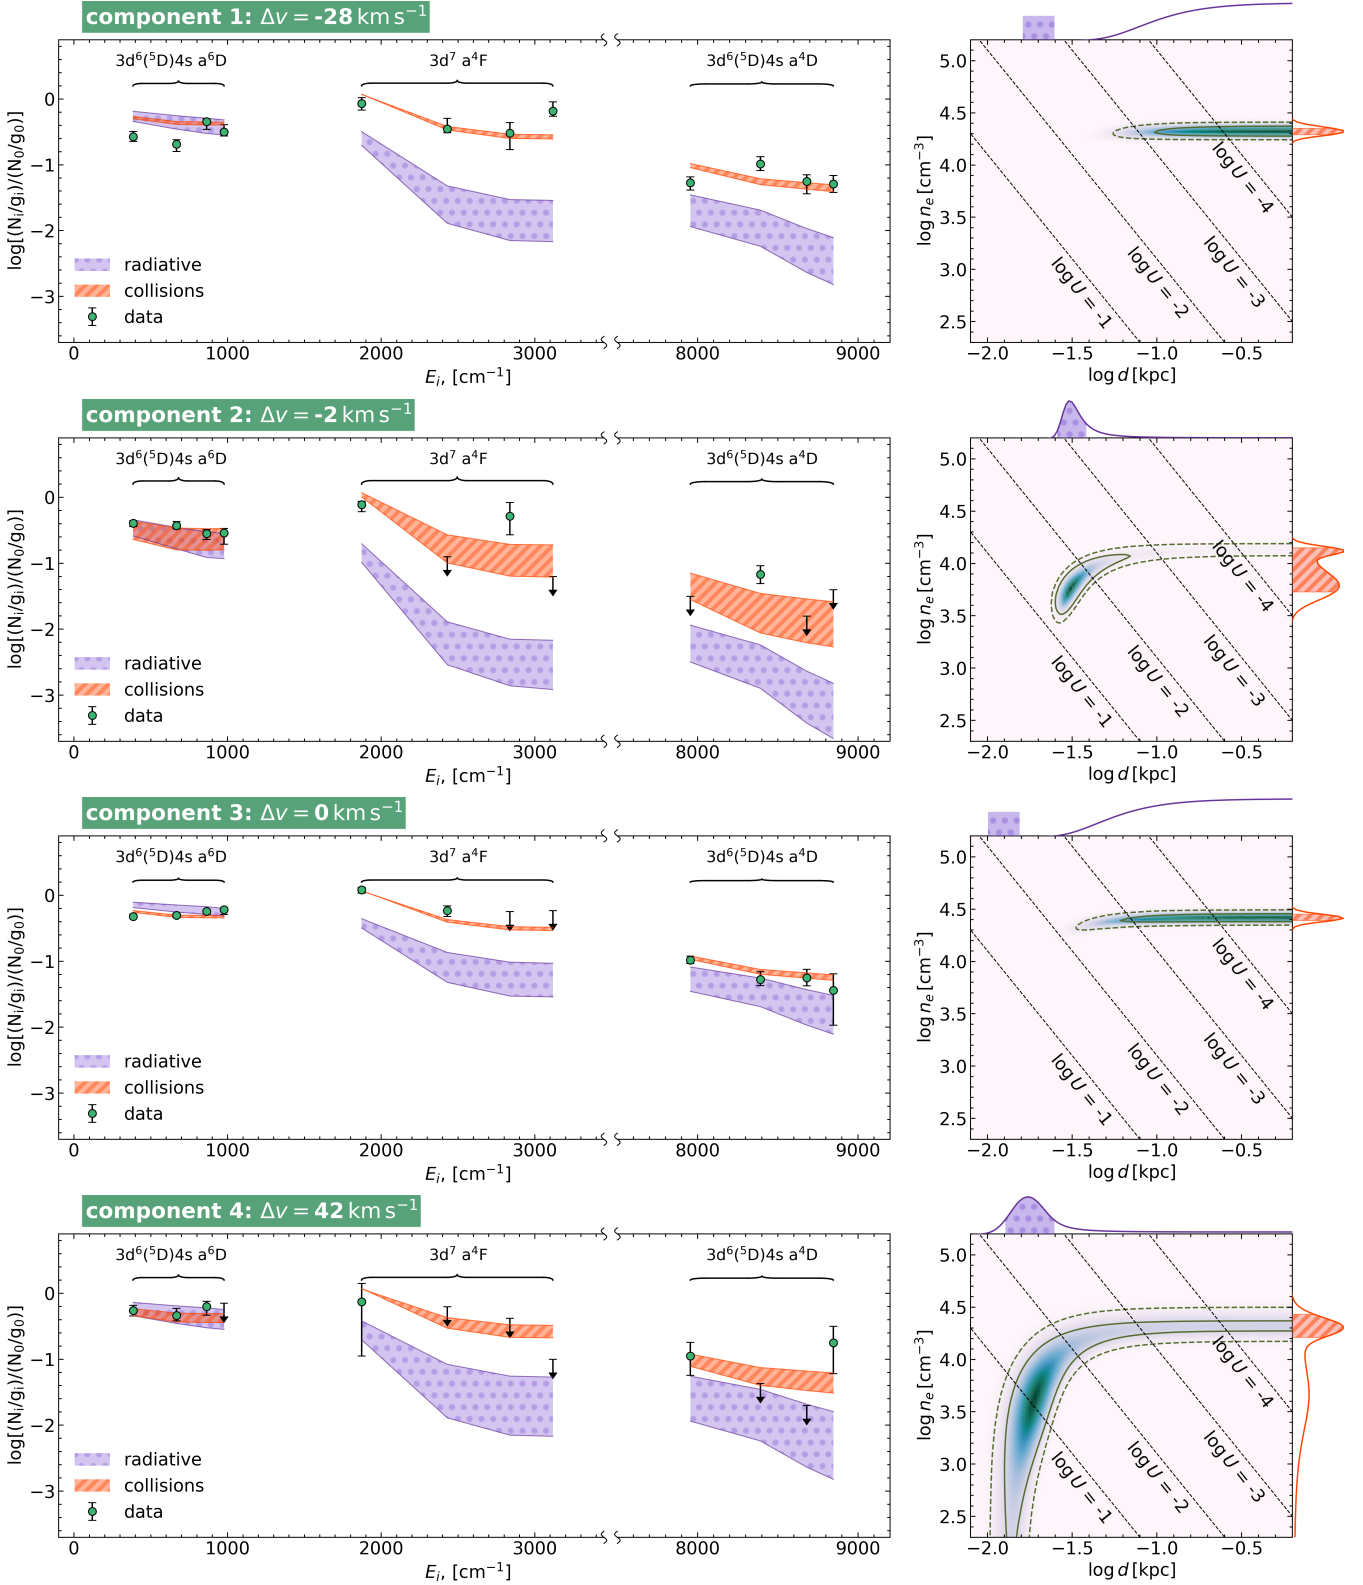 component 1: Δv = -28 km s⁻¹
3d⁶(⁵D)4s a⁶D
3d⁷ a⁴F
3d⁶(⁵D)4s a⁴D
log[(Nᵢ/gᵢ)/(N₀/g₀)]
0
−1
−2
−3
radiative
collisions
data
0
1000
2000
3000
8000
9000
Eᵢ, [cm⁻¹]
log nₑ [cm⁻³]
5.0
4.5
4.0
3.5
3.0
2.5
log U = -1
log U = -2
log U = -3
log U = -4
−2.0
−1.5
−1.0
−0.5
log d [kpc]
component 2: Δv = -2 km s⁻¹
3d⁶(⁵D)4s a⁶D
3d⁷ a⁴F
3d⁶(⁵D)4s a⁴D
log[(Nᵢ/gᵢ)/(N₀/g₀)]
0
−1
−2
−3
radiative
collisions
data
0
1000
2000
3000
8000
9000
Eᵢ, [cm⁻¹]
log nₑ [cm⁻³]
5.0
4.5
4.0
3.5
3.0
2.5
log U = -1
log U = -2
log U = -3
log U = -4
−2.0
−1.5
−1.0
−0.5
log d [kpc]
component 3: Δv = 0 km s⁻¹
3d⁶(⁵D)4s a⁶D
3d⁷ a⁴F
3d⁶(⁵D)4s a⁴D
log[(Nᵢ/gᵢ)/(N₀/g₀)]
0
−1
−2
−3
radiative
collisions
data
0
1000
2000
3000
8000
9000
Eᵢ, [cm⁻¹]
log nₑ [cm⁻³]
5.0
4.5
4.0
3.5
3.0
2.5
log U = -1
log U = -2
log U = -3
log U = -4
−2.0
−1.5
−1.0
−0.5
log d [kpc]
component 4: Δv = 42 km s⁻¹
3d⁶(⁵D)4s a⁶D
3d⁷ a⁴F
3d⁶(⁵D)4s a⁴D
log[(Nᵢ/gᵢ)/(N₀/g₀)]
0
−1
−2
−3
radiative
collisions
data
0
1000
2000
3000
8000
9000
Eᵢ, [cm⁻¹]
log nₑ [cm⁻³]
5.0
4.5
4.0
3.5
3.0
2.5
log U = -1
log U = -2
log U = -3
log U = -4
−2.0
−1.5
−1.0
−0.5
log d [kpc]